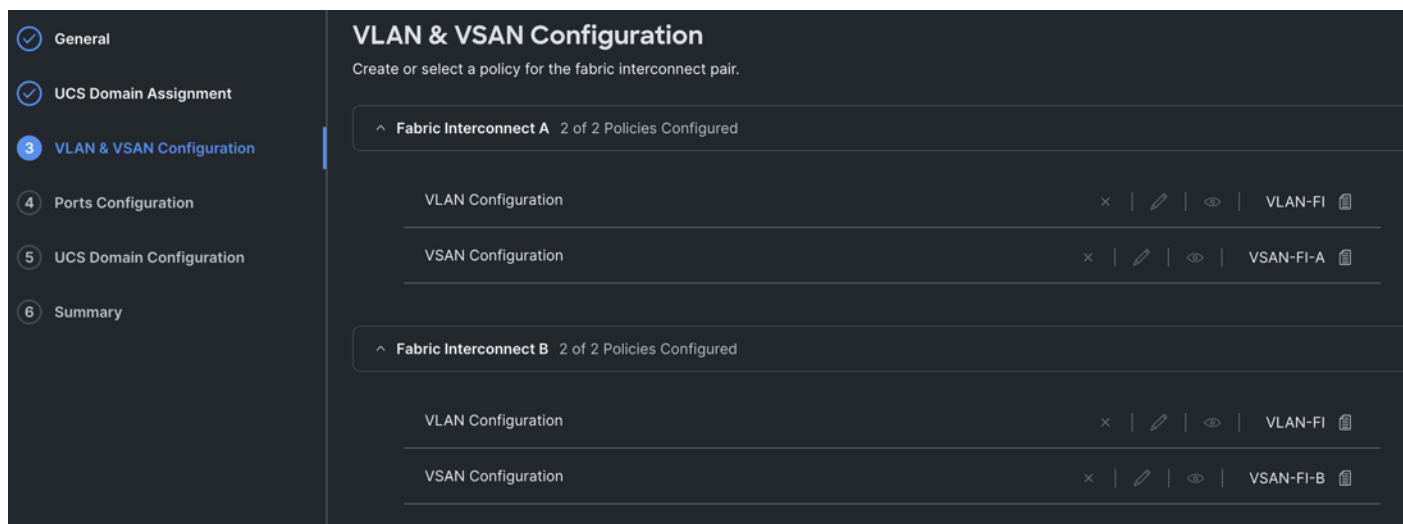 General
UCS Domain Assignment
3 VLAN & VSAN Configuration
4 Ports Configuration
5 UCS Domain Configuration
6 Summary
VLAN & VSAN Configuration
Create or select a policy for the fabric interconnect pair.
Fabric Interconnect A 2 of 2 Policies Configured
VLAN Configuration VLAN-FI
VSAN Configuration VSAN-FI-A
Fabric Interconnect B 2 of 2 Policies Configured
VLAN Configuration VLAN-FI
VSAN Configuration VSAN-FI-B